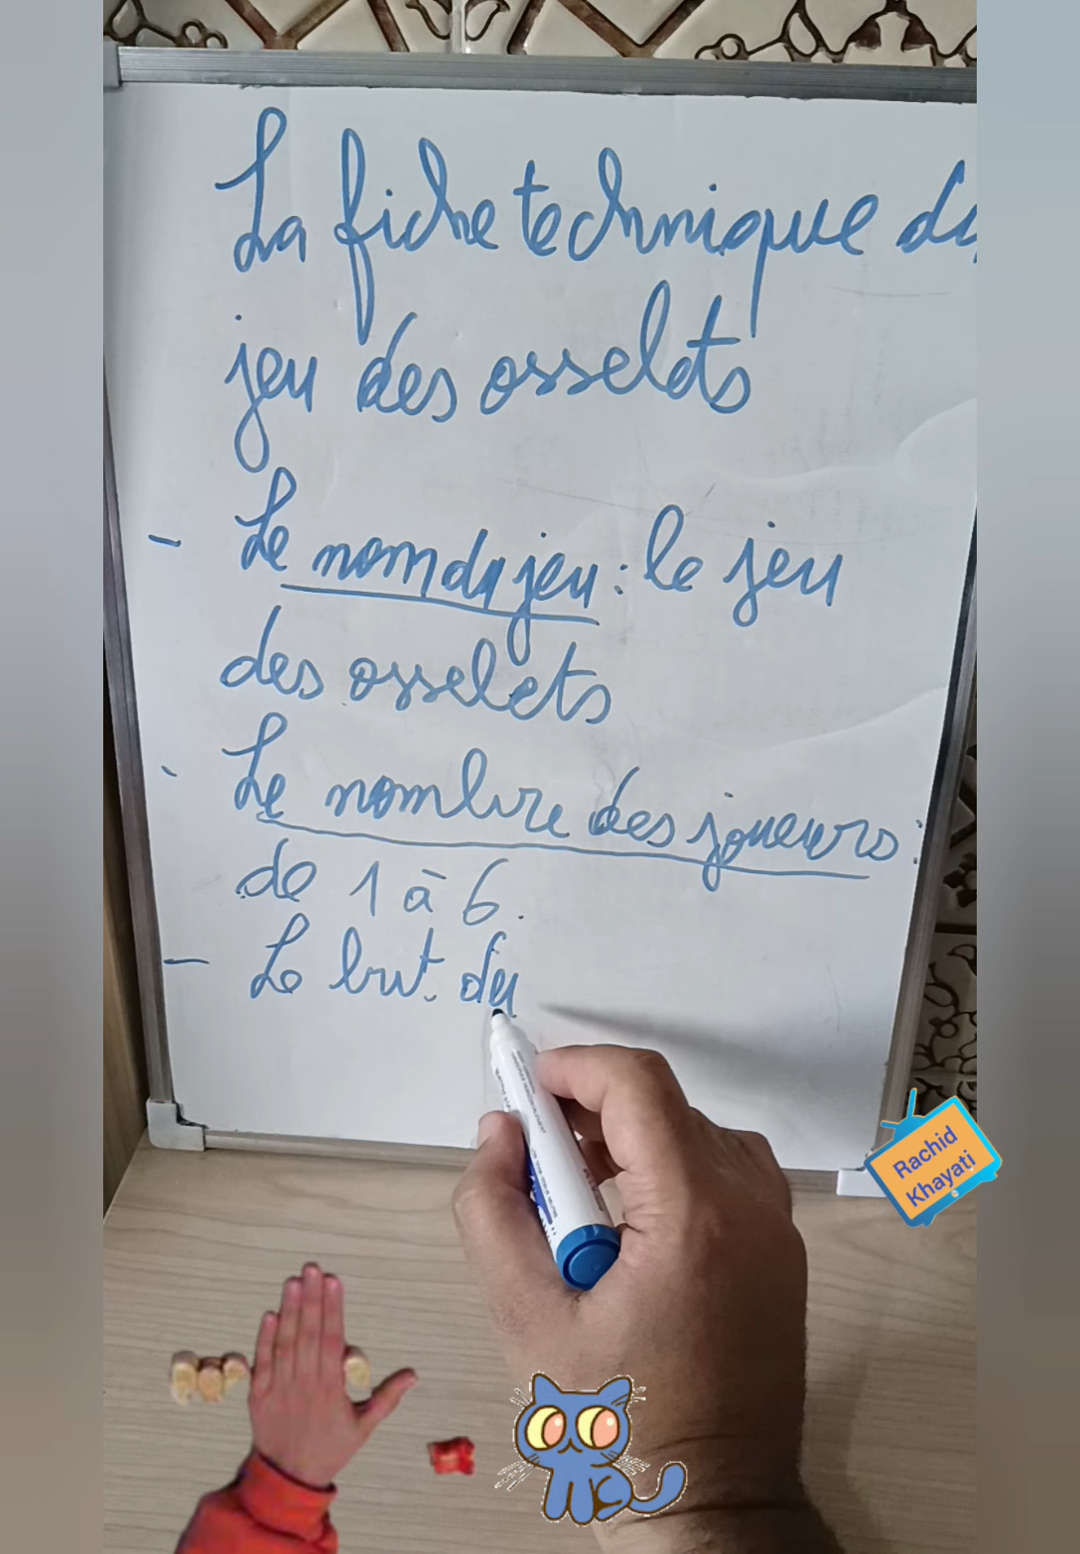 La fiche technique du
jeu des osselets
- Le nom du jeu : le jeu
des osselets
- Le nombre des joueurs :
de 1 à 6.
- Le but du
Rachid
Khayati